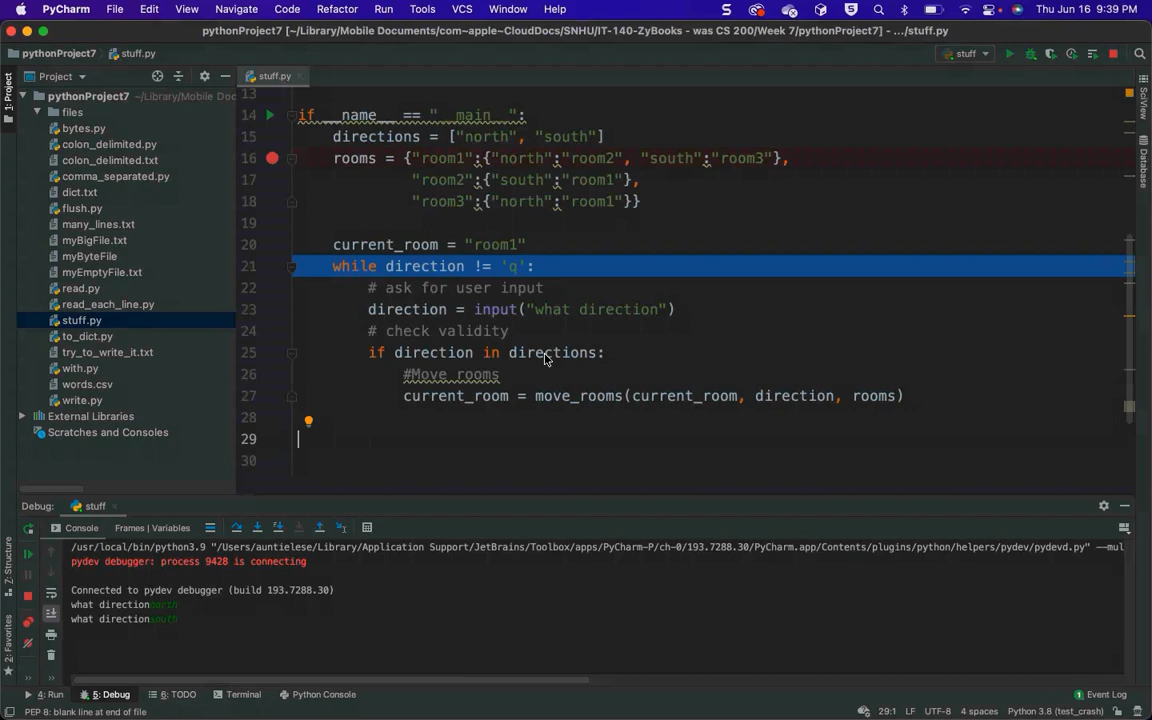 PyCharm File Edit View Navigate Code Refactor Run Tools VCS Window Help Thu Jun 16 9:39 PM
pythonProject7 [~/Library/Mobile Documents/com~apple~CloudDocs/SNHU/IT-140-ZyBooks - was CS 200/Week 7/pythonProject7] - .../stuff.py
pythonProject7 stuff.py stuff
Project stuff.py
pythonProject7 ~/Library/Mobile Doc
files
bytes.py
colon_delimited.py
colon_delimited.txt
comma_separated.py
dict.txt
flush.py
many_lines.txt
myBigFile.txt
myByteFile
myEmptyFile.txt
read.py
read_each_line.py
stuff.py
to_dict.py
try_to_write_it.txt
with.py
words.csv
write.py
External Libraries
Scratches and Consoles
1: Project
Z: Structure
2: Favorites
SciView
Database
13
14 if __name__ == "__main__":
15 directions = ["north", "south"]
16 rooms = {"room1":{"north":"room2", "south":"room3"},
17 "room2":{"south":"room1"},
18 "room3":{"north":"room1"}}
19
20 current_room = "room1"
21 while direction != 'q':
22 # ask for user input
23 direction = input("what direction")
24 # check validity
25 if direction in directions:
26 #Move rooms
27 current_room = move_rooms(current_room, direction, rooms)
28
29
30
Debug: stuff
Console Frames | Variables
/usr/local/bin/python3.9 "/Users/auntielese/Library/Application Support/JetBrains/Toolbox/apps/PyCharm-P/ch-0/193.7288.30/PyCharm.app/Contents/plugins/python/helpers/pydev/pydevd.py" --mul
pydev debugger: process 9428 is connecting
Connected to pydev debugger (build 193.7288.30)
what directionnorth
what directionsouth
4: Run 5: Debug 6: TODO Terminal Python Console Event Log
PEP 8: blank line at end of file 29:1 LF UTF-8 4 spaces Python 3.8 (test_crash)